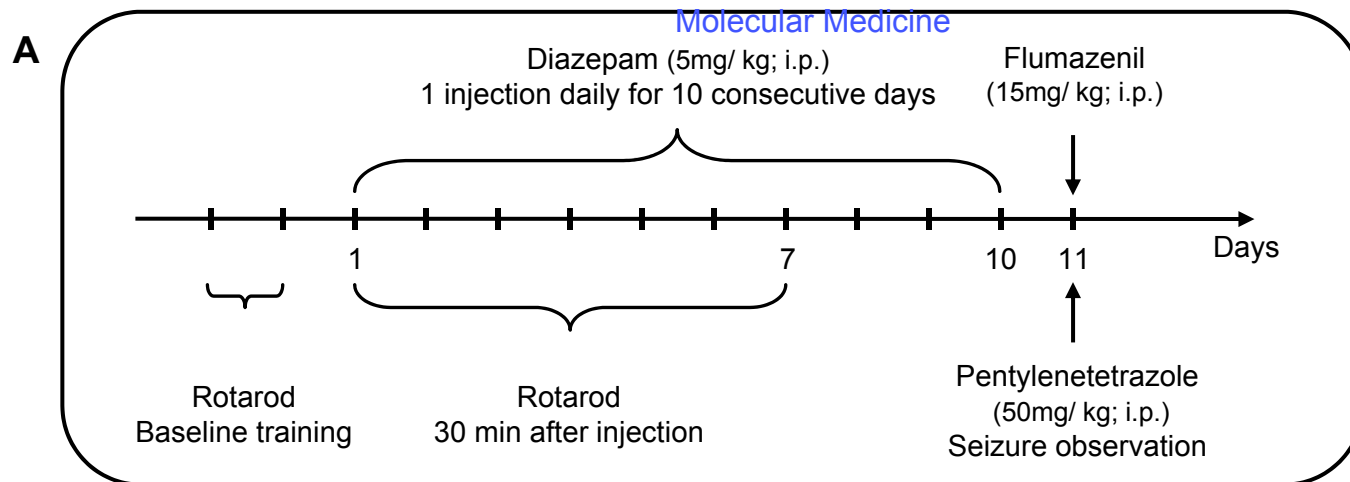 Molecular Medicine
A
Diazepam (5mg/ kg; i.p.)
1 injection daily for 10 consecutive days
Flumazenil
(15mg/ kg; i.p.)
1
7
10
11
Days
Rotarod
Baseline training
Rotarod
30 min after injection
Pentylenetetrazole
(50mg/ kg; i.p.)
Seizure observation